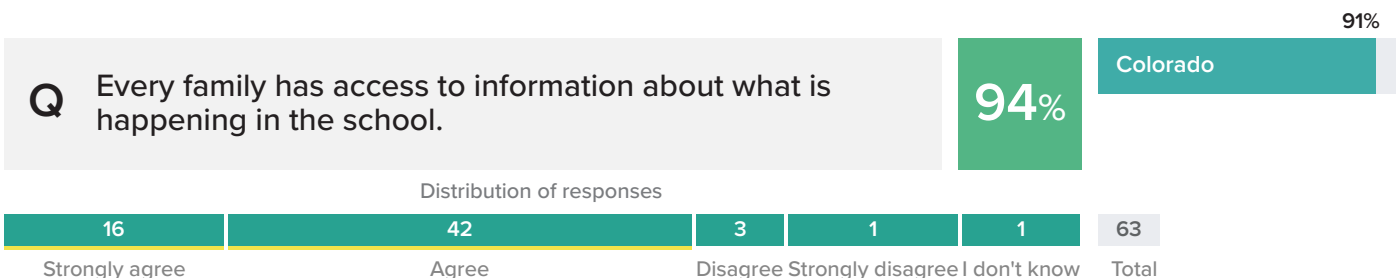 91%
Q Every family has access to information about what is
happening in the school.
94%
Colorado
Distribution of responses
16 42 3 1 1 63
Strongly agree Agree Disagree Strongly disagree I don't know Total